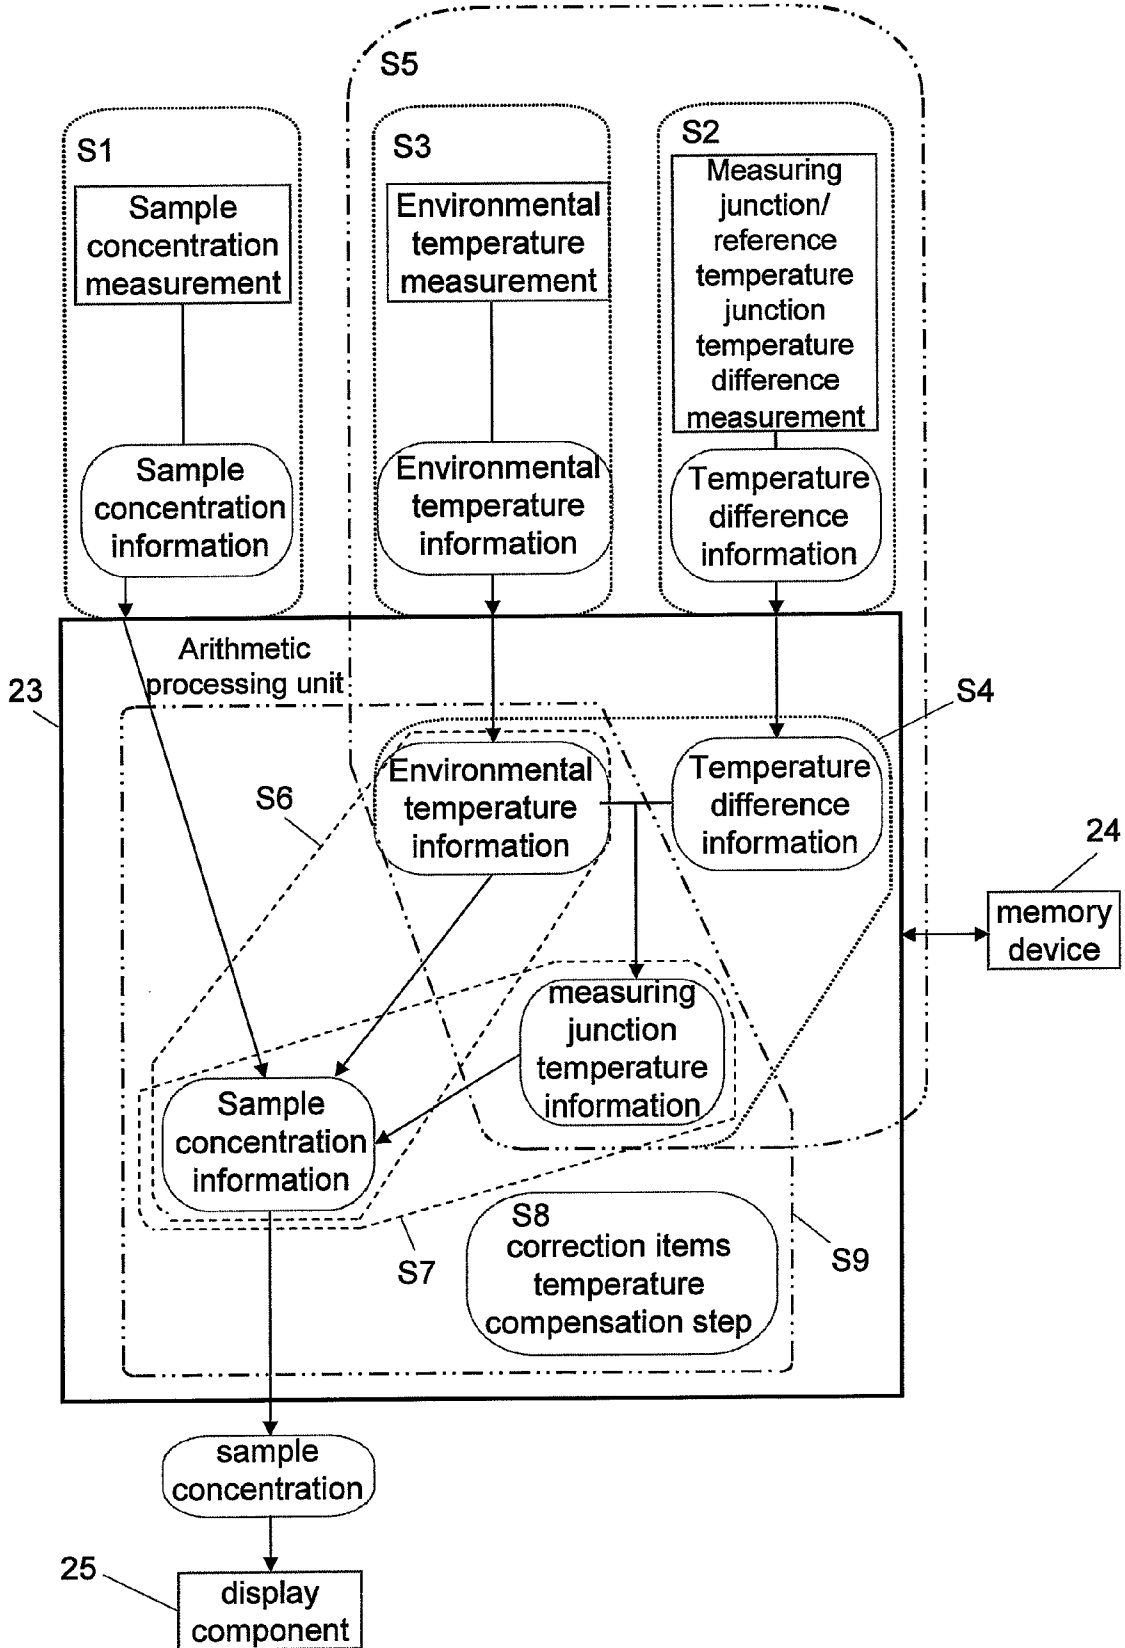 S5
S1
Sample
concentration
measurement
S3
Environmental
temperature
measurement
S2
Measuring
junction/
reference
temperature
junction
temperature
difference
measurement
Sample
concentration
information
Environmental
temperature
information
Temperature
difference
information
Arithmetic
processing unit
23
S4
S6
Environmental
temperature
information
Temperature
difference
information
24
memory
device
measuring
junction
temperature
information
Sample
concentration
information
S7
S8
correction items
temperature
compensation step
S9
sample
concentration
25
display
component